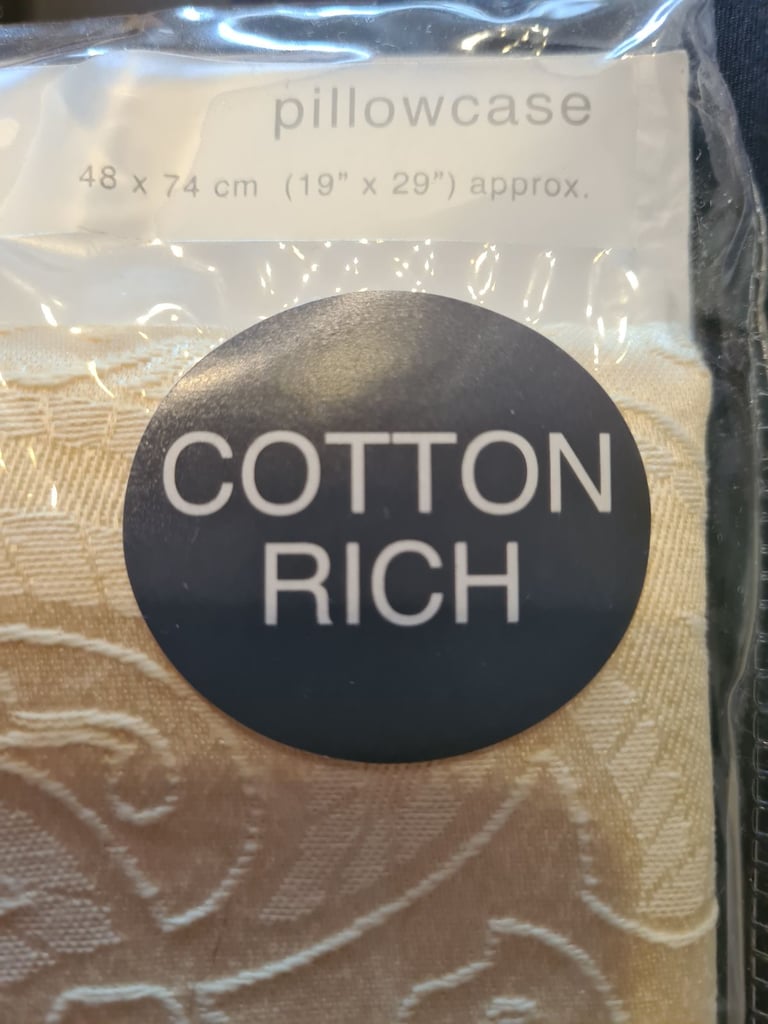 pillowcase
48 x 74 cm (19” x 29”) approx.
COTTON
RICH